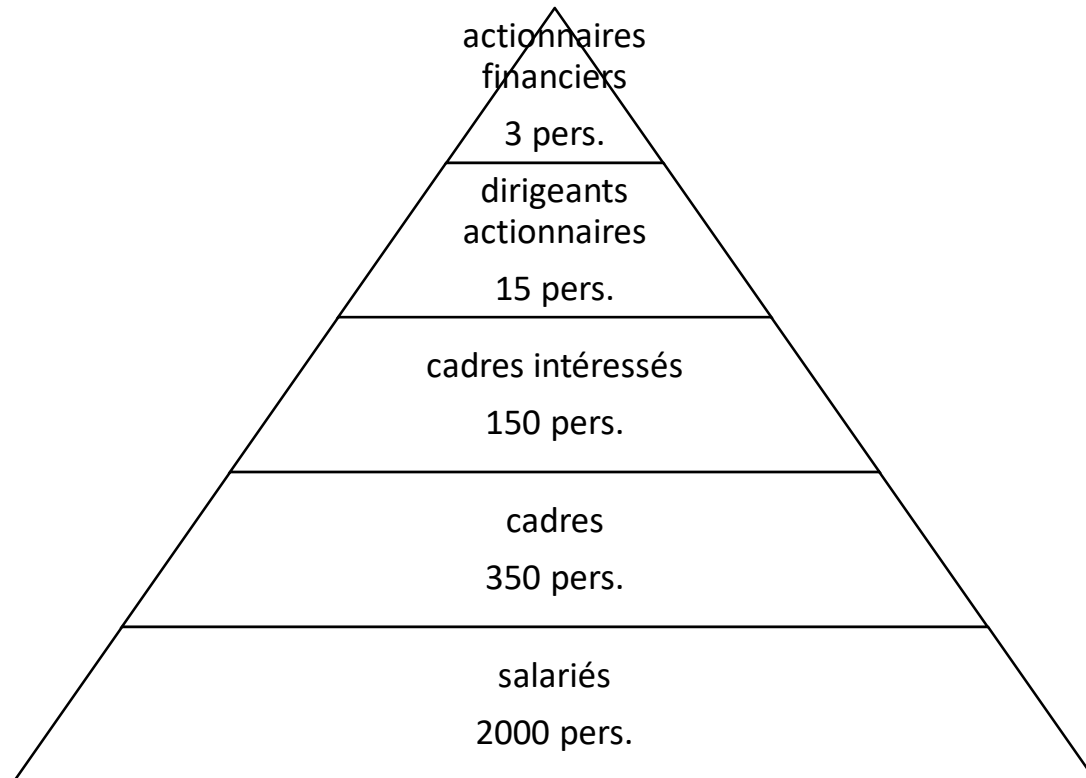 actionnaires
financiers
3 pers.
dirigeants
actionnaires
15 pers.
cadres intéressés
150 pers.
cadres
350 pers.
salariés
2000 pers.